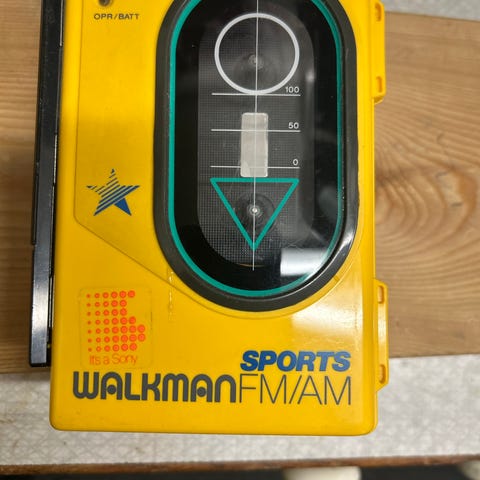 OPR/BATT
100
50
0
It's a Sony
SPORTS
WALKMAN FM/AM